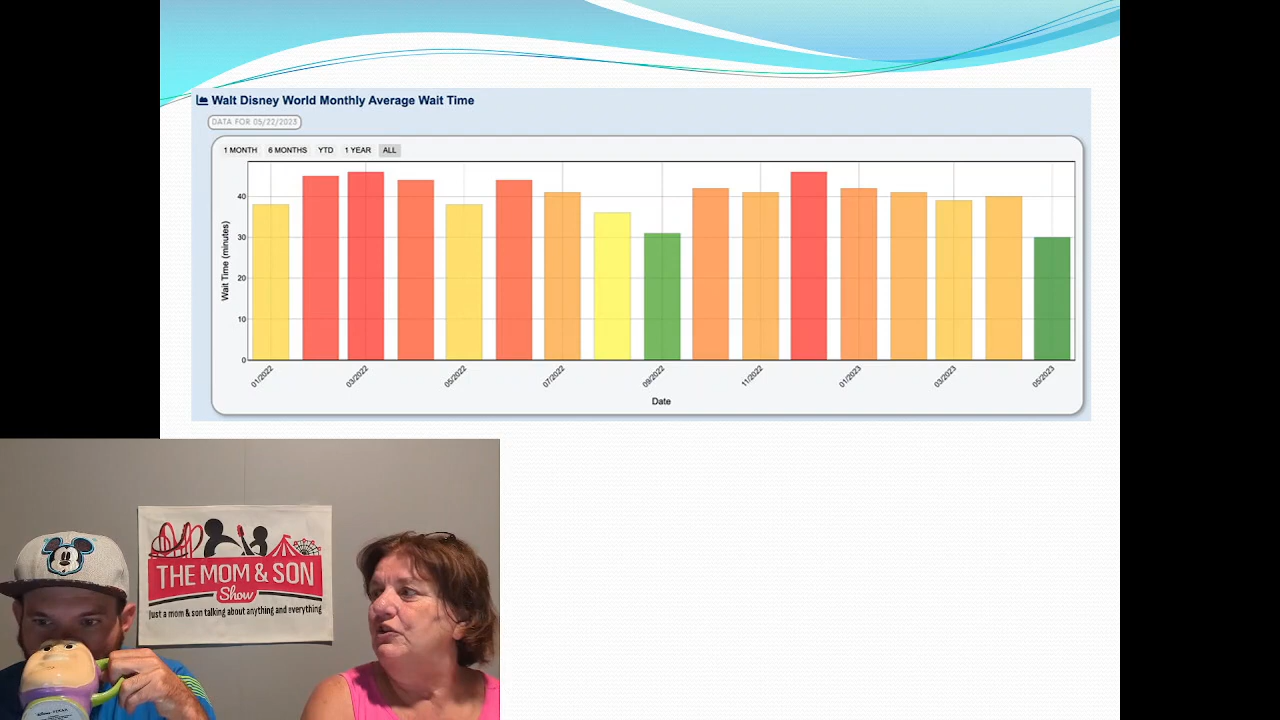 Walt Disney World Monthly Average Wait Time
DATA FOR 05/22/2023
1 MONTH 6 MONTHS YTD 1 YEAR ALL
Wait Time (minutes)
40
30
20
10
0
01/2022 03/2022 05/2022 07/2022 09/2022 11/2022 01/2023 03/2023 05/2023
Date
THE MOM & SON
Show
Just a mom & son talking about anything and everything